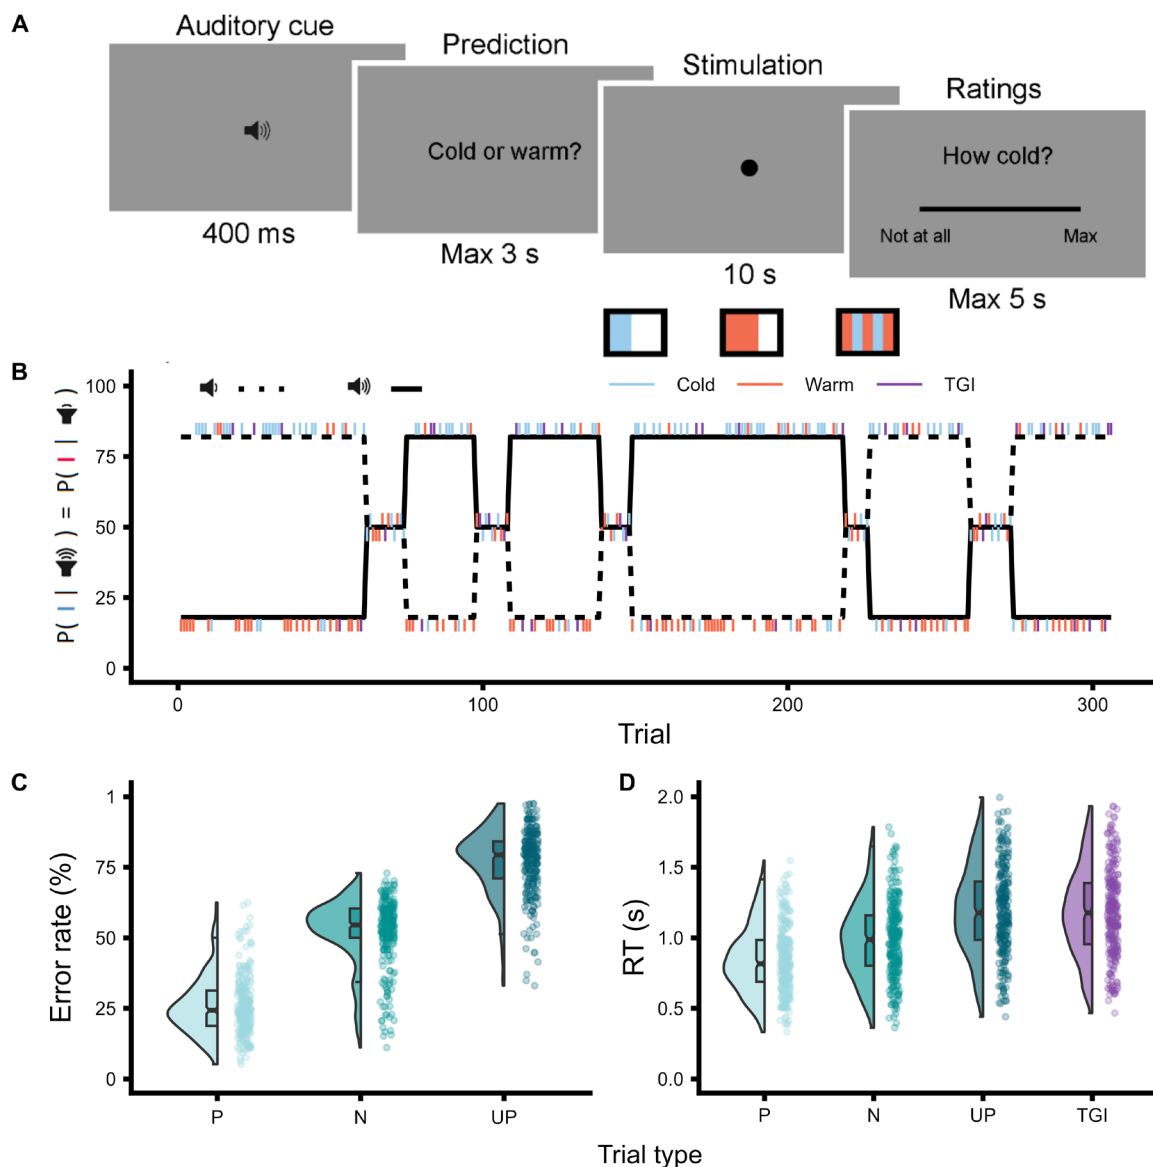 A
Auditory cue
Prediction
Stimulation
Ratings
Cold or warm?
How cold?
Not at all
Max
400 ms
Max 3 s
10 s
Max 5 s
B
Cold
Warm
TGI
P( | ) = P( | )
100
75
50
25
0
0
100
200
300
Trial
C
Error rate (%)
1
75
50
25
0
P
N
UP
D
RT (s)
2.0
1.5
1.0
0.5
0.0
P
N
UP
TGI
Trial type